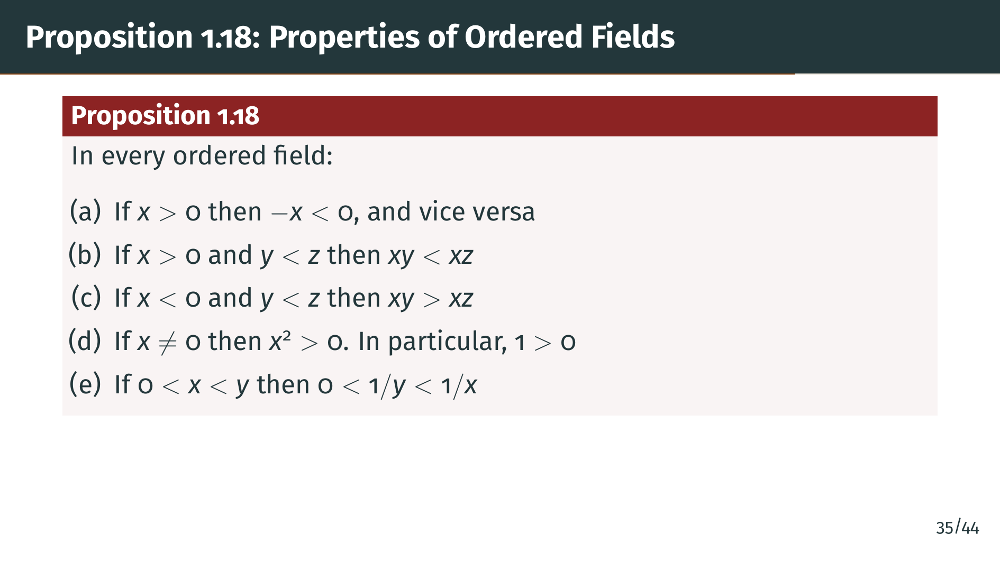 Proposition 1.18: Properties of Ordered Fields
Proposition 1.18
In every ordered field:
(a) If x > 0 then −x < 0, and vice versa
(b) If x > 0 and y < z then xy < xz
(c) If x < 0 and y < z then xy > xz
(d) If x ≠ 0 then x² > 0. In particular, 1 > 0
(e) If 0 < x < y then 0 < 1/y < 1/x
35/44